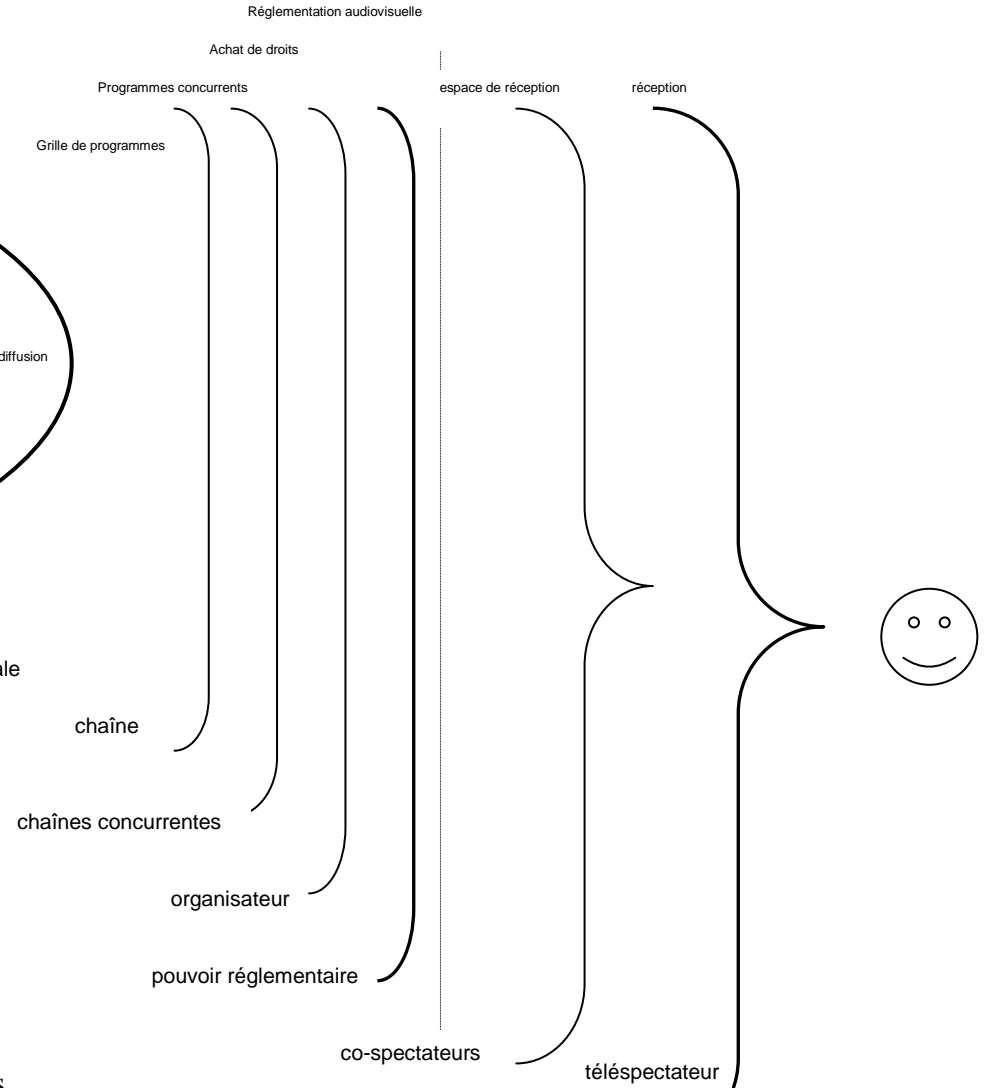 Réglementation audiovisuelle
Achat de droits
Programmes concurrents
espace de réception
réception
Grille de programmes
diffusion
ale
chaîne
chaînes concurrentes
organisateur
pouvoir réglementaire
co-spectateurs
téléspectateur
s